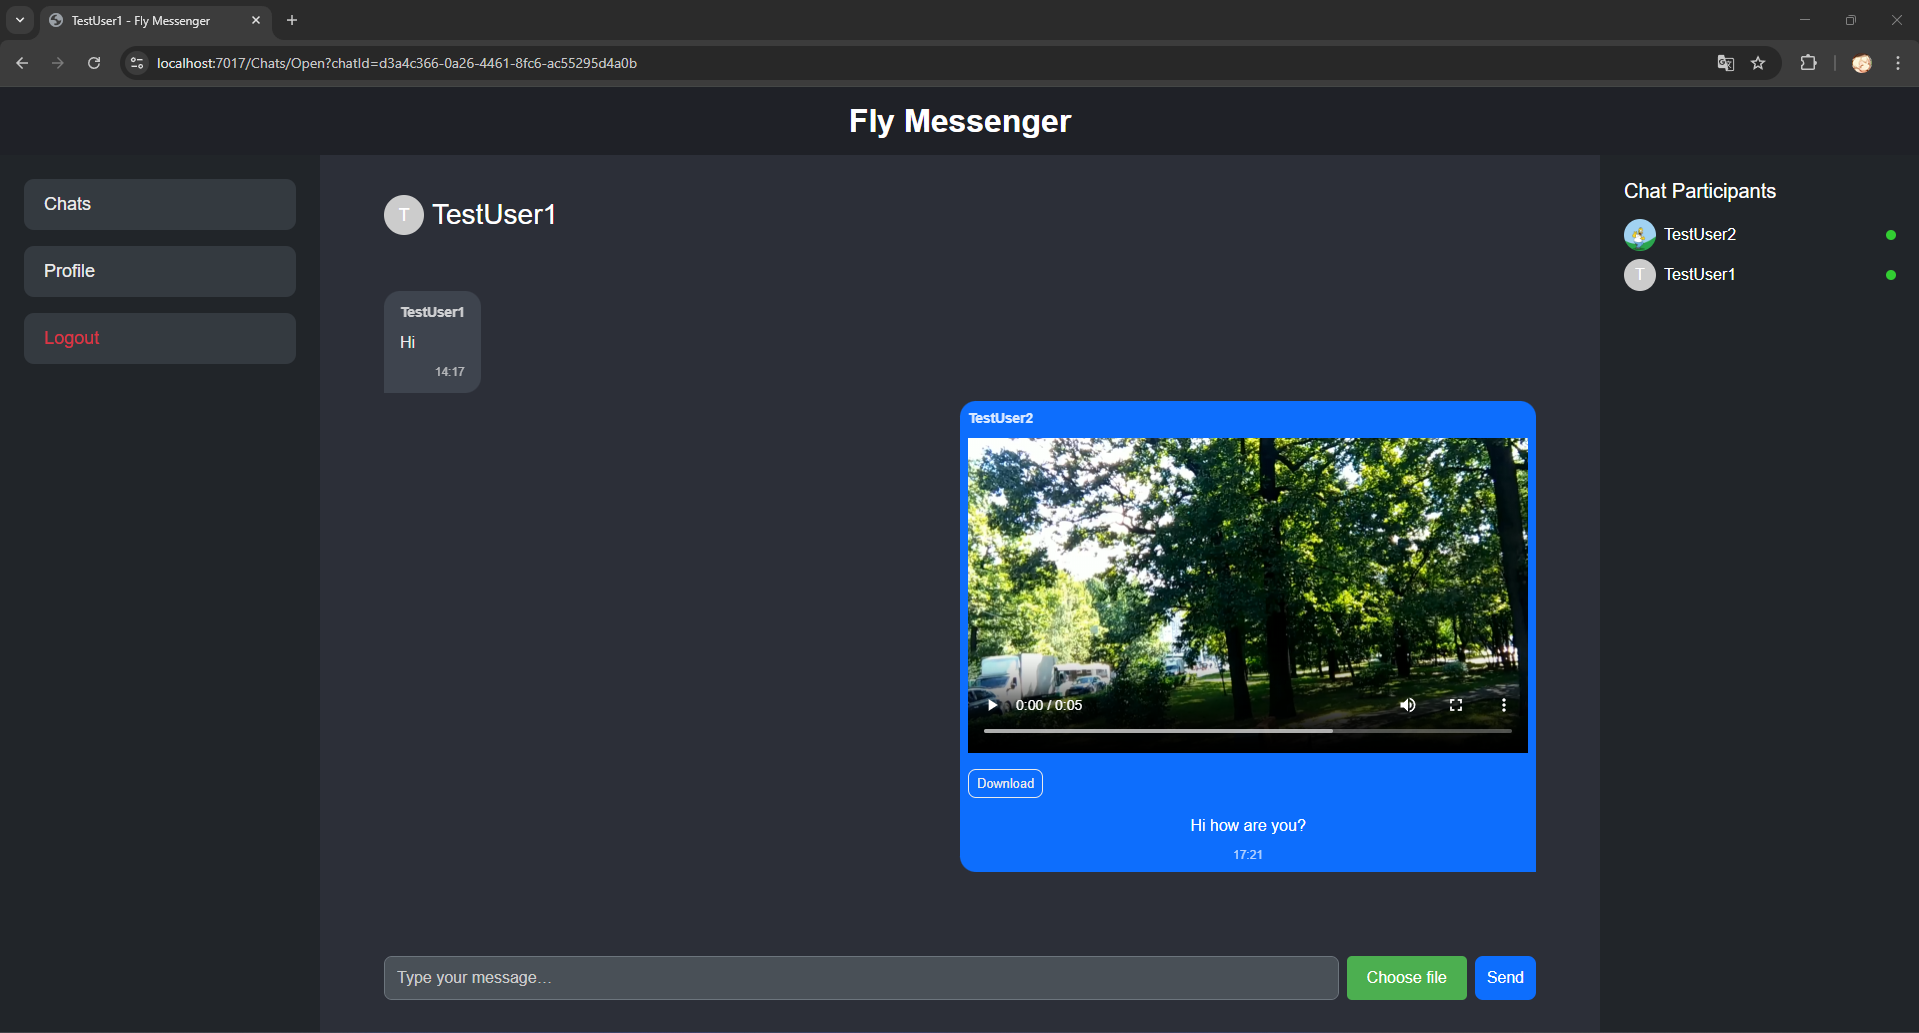 TestUser1 - Fly Messenger
localhost:7017/Chats/Open?chatId=d3a4c366-0a26-4461-8fc6-ac55295d4a0b
Fly Messenger
Chats
Profile
Logout
T TestUser1
TestUser1
Hi
14:17
TestUser2
0:00 / 0:05
Download
Hi how are you?
17:21
Type your message...
Choose file
Send
Chat Participants
TestUser2
T TestUser1